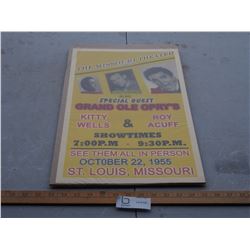 THE MISSOURI THEATER
SPECIAL GUEST
GRAND OLE OPRY'S
KITTY WELLS & ROY ACUFF
SHOWTIMES
7:00P.M - 9:30P.M.
SEE THEM ALL IN PERSON
OCTOBER 22, 1955
ST. LOUIS, MISSOURI